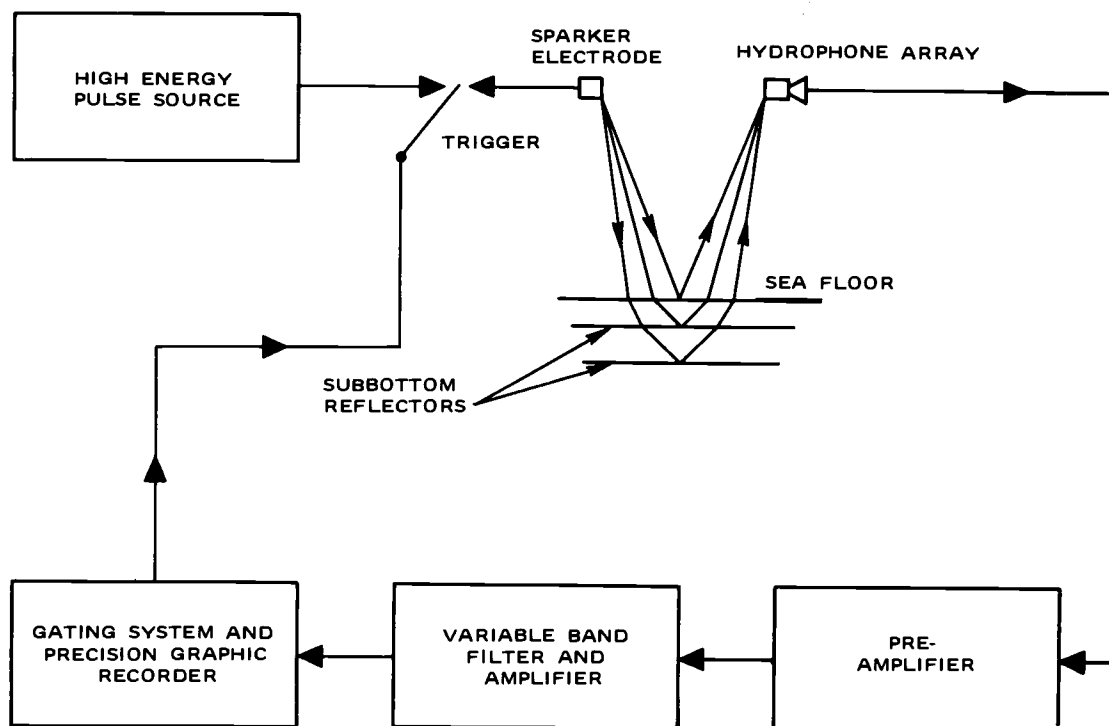 HIGH ENERGY
PULSE SOURCE
SPARKER
ELECTRODE
HYDROPHONE ARRAY
TRIGGER
SEA FLOOR
SUBBOTTOM
REFLECTORS
GATING SYSTEM AND
PRECISION GRAPHIC
RECORDER
VARIABLE BAND
FILTER AND
AMPLIFIER
PRE-
AMPLIFIER